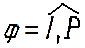 φ = \widehat{I, P}